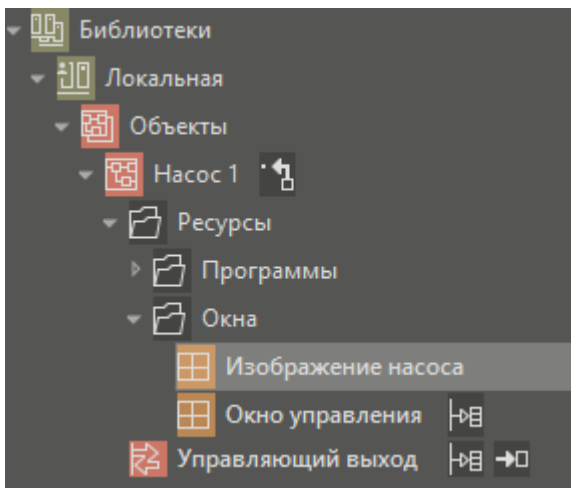 Библиотеки
Локальная
Объекты
Насос 1
Ресурсы
Программы
Окна
Изображение насоса
Окно управления
Управляющий выход